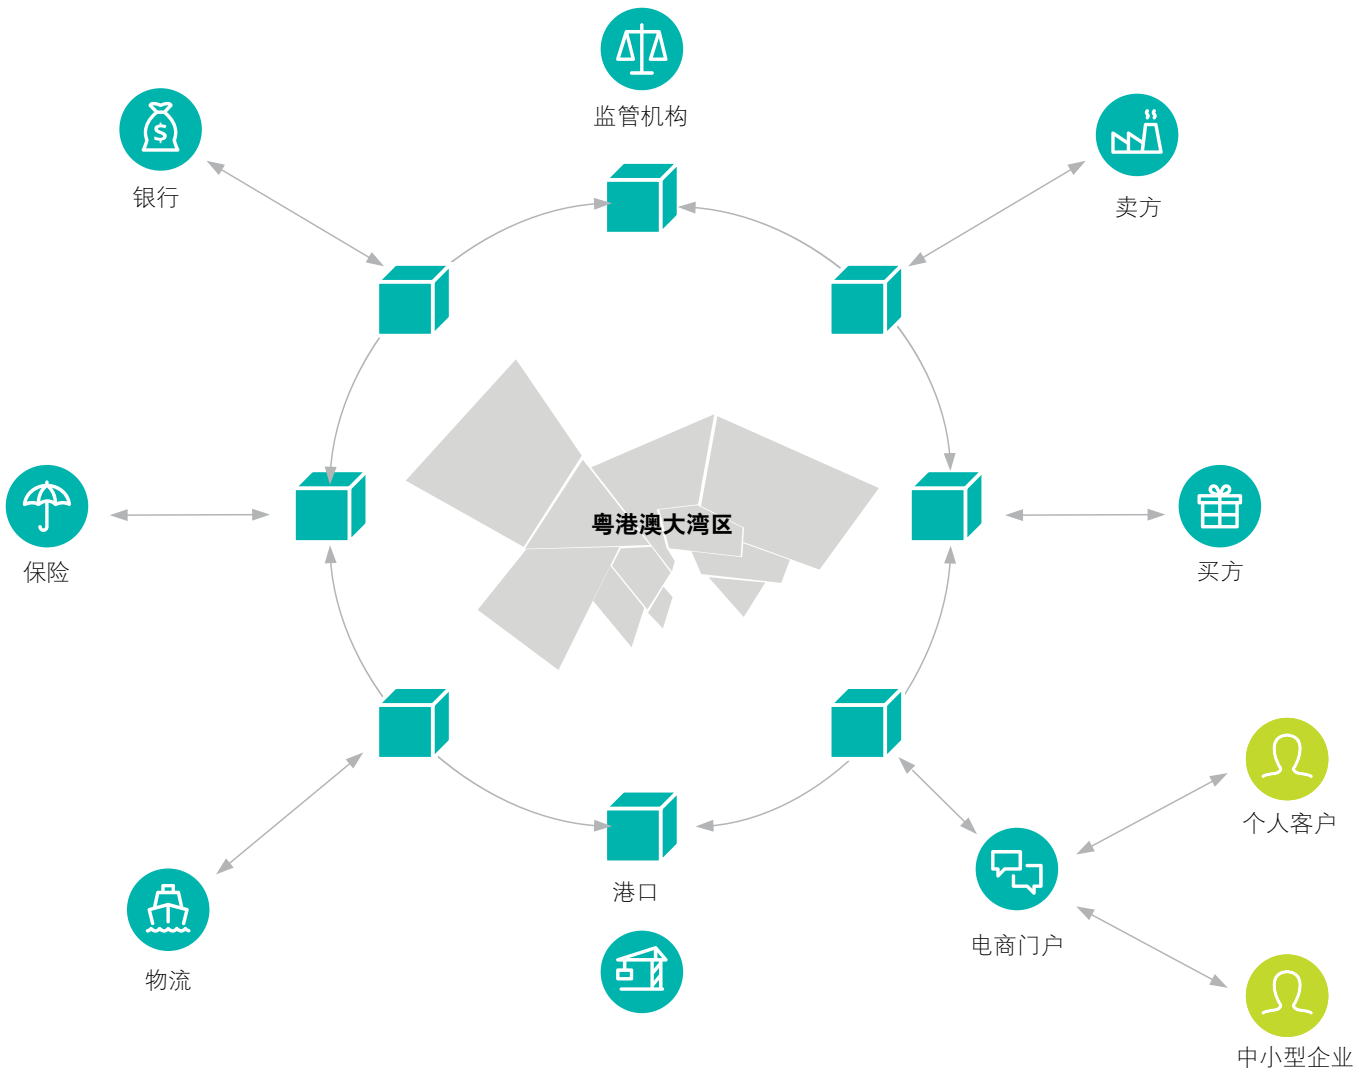 监管机构
银行
卖方
粤港澳大湾区
保险
买方
个人客户
港口
电商门户
物流
中小型企业